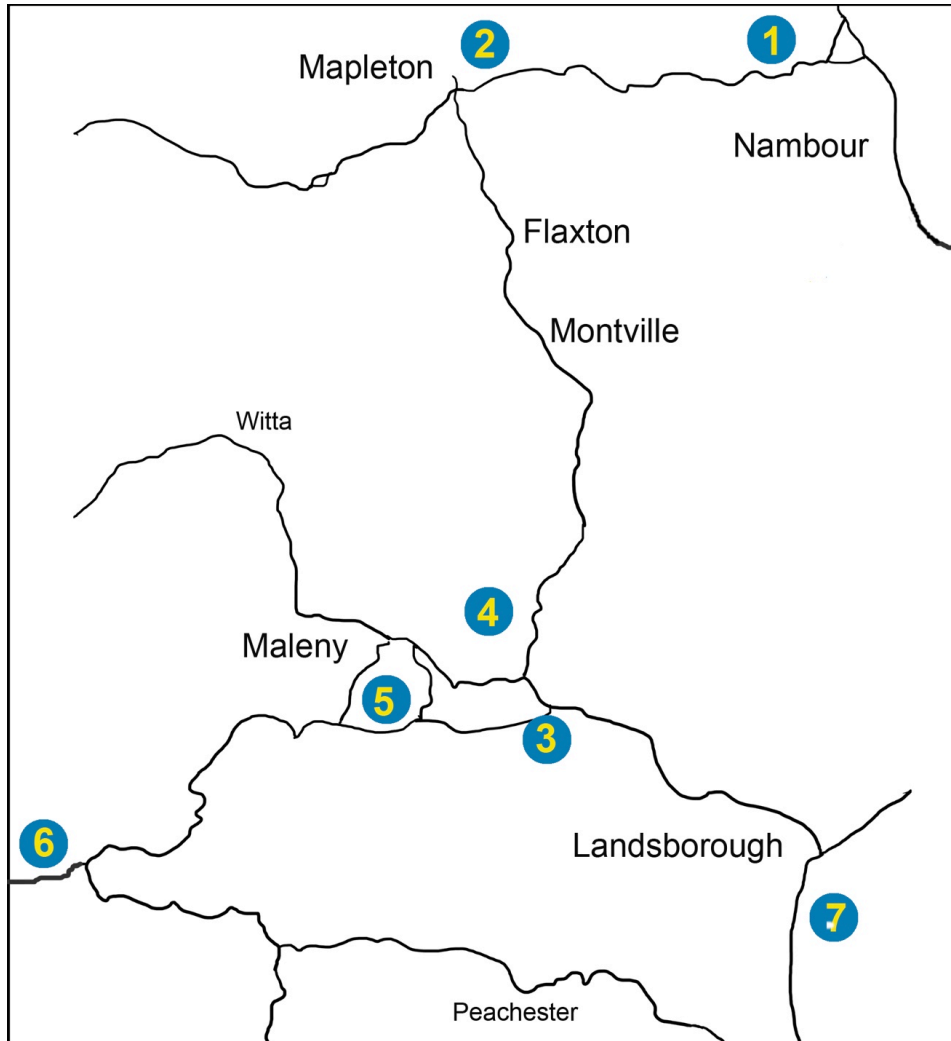 2
1
Mapleton
Nambour
Flaxton
Montville
Witta
4
Maleny
5
3
6
Landsborough
7
Peachester